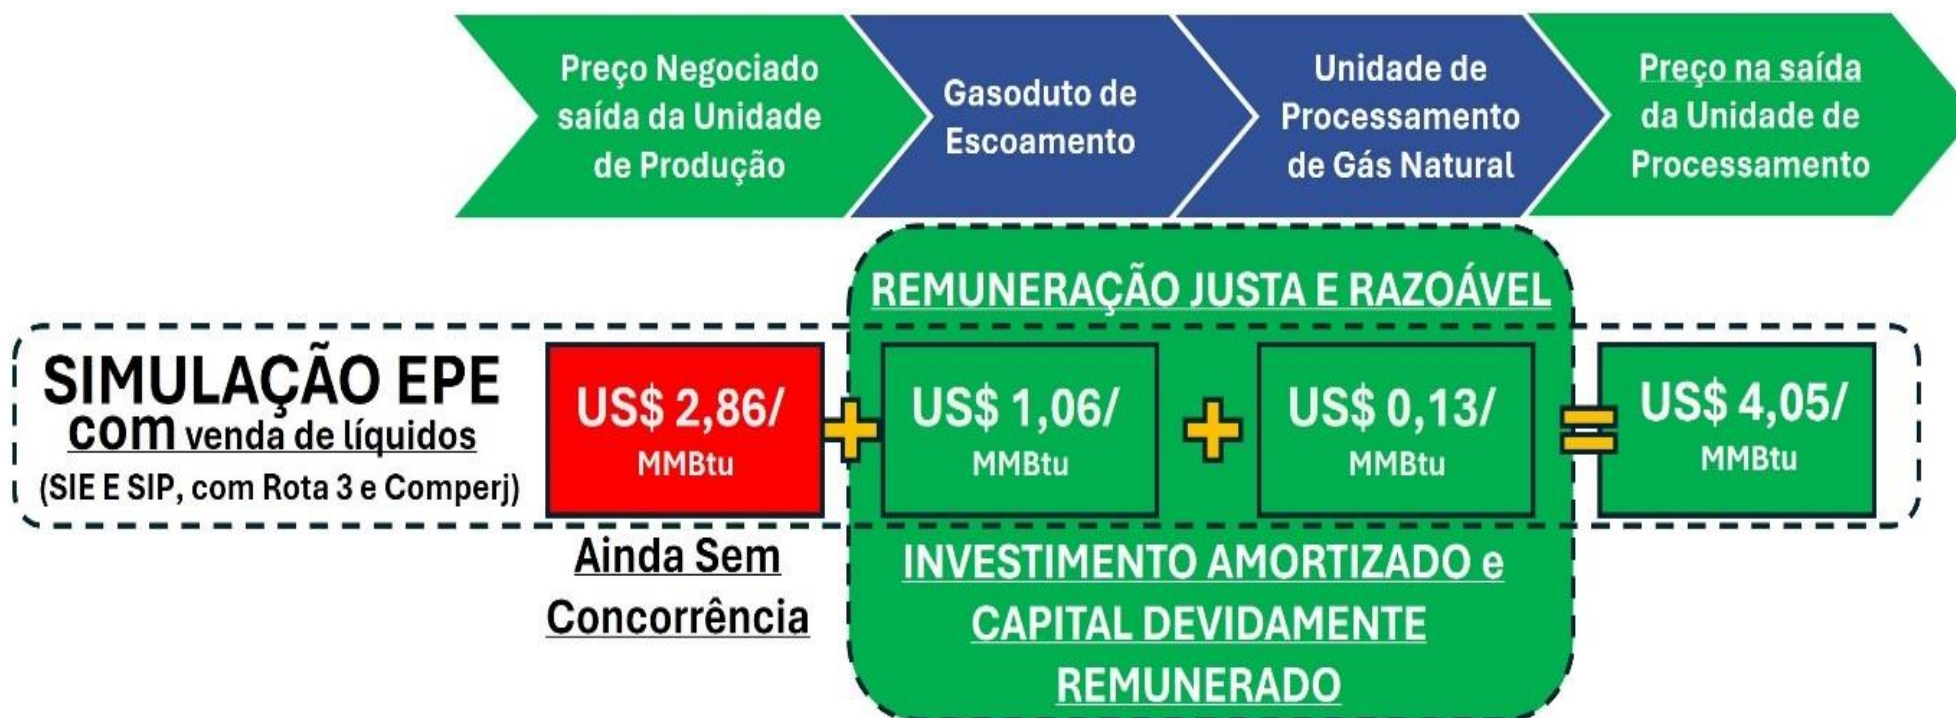 Preço Negociado
saída da Unidade
de Produção
Gasoduto de
Escoamento
Unidade de
Processamento
de Gás Natural
Preço na saída
da Unidade de
Processamento
REMUNERAÇÃO JUSTA E RAZOÁVEL
SIMULAÇÃO EPE
com venda de líquidos
(SIE E SIP, com Rota 3 e Comperj)
US$ 2,86/
MMBtu
+
US$ 1,06/
MMBtu
+
US$ 0,13/
MMBtu
=
US$ 4,05/
MMBtu
Ainda Sem
Concorrência
INVESTIMENTO AMORTIZADO e
CAPITAL DEVIDAMENTE
REMUNERADO